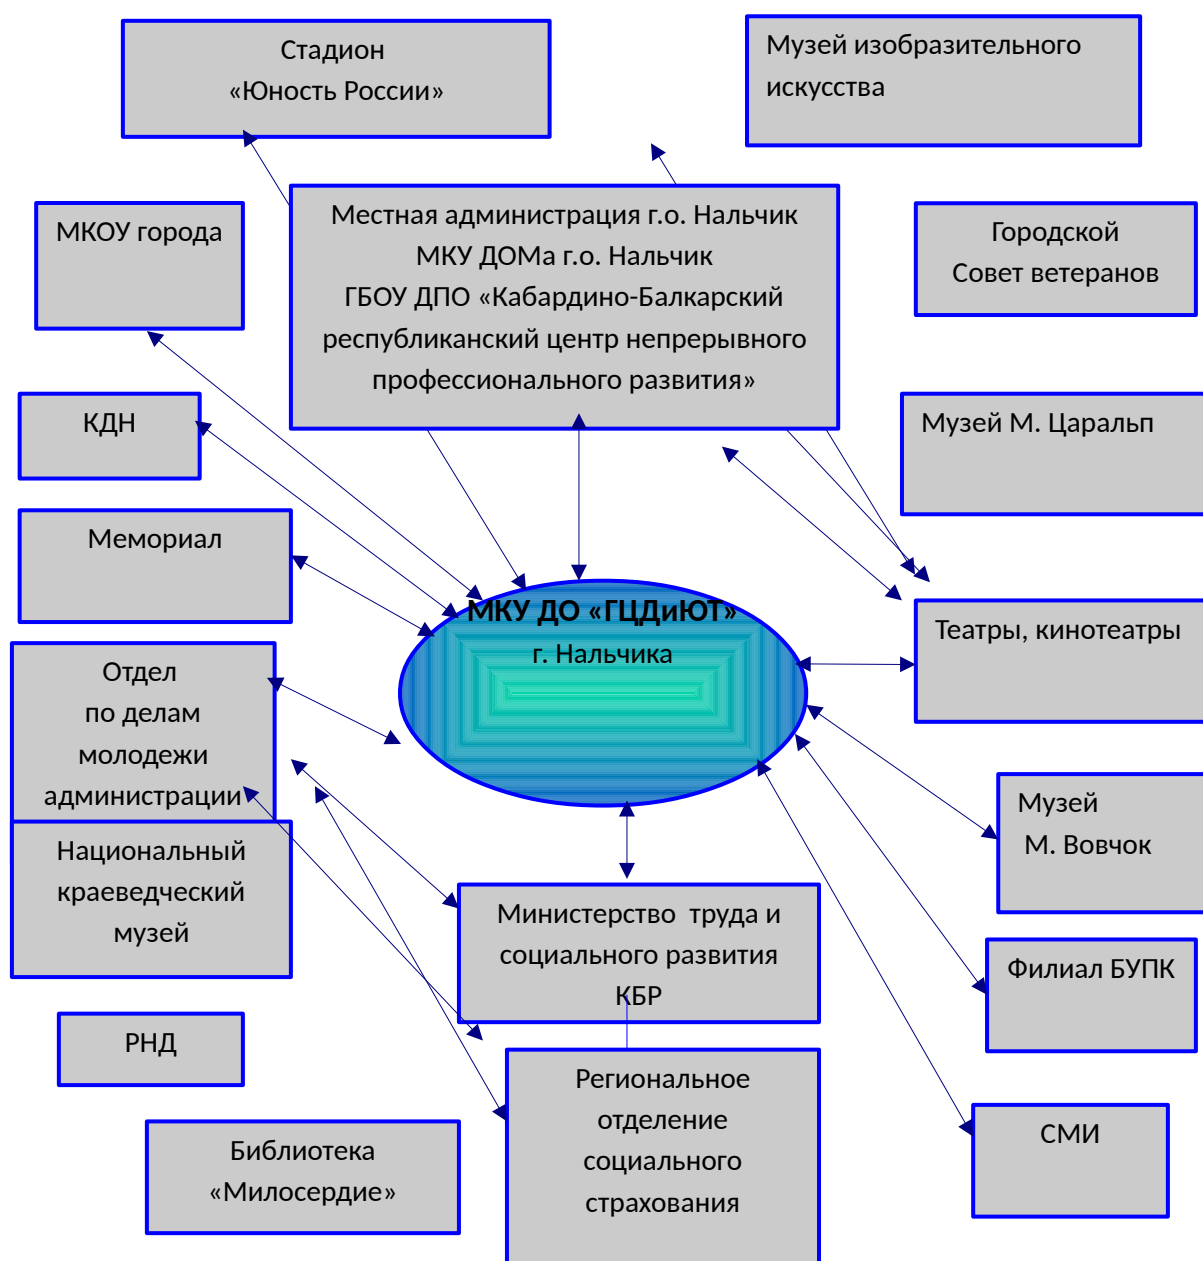 Стадион
«Юность России»
Музей изобразительного
искусства
Местная администрация г.о. Нальчик
МКУ ДОМа г.о. Нальчик
ГБОУ ДПО «Кабардино-Балкарский
республиканский центр непрерывного
профессионального развития»
МКОУ города
Городской
Совет ветеранов
КДН
Музей М. Царальп
Мемориал
МКУ ДО «ГЦДиЮТ»
г. Нальчика
Театры, кинотеатры
Отдел
по делам
молодежи
администрации
Музей
М. Вовчок
Национальный
краеведческий
музей
Министерство труда и
социального развития
КБР
Филиал БУПК
РНД
Региональное
отделение
социального
страхования
СМИ
Библиотека
«Милосердие»